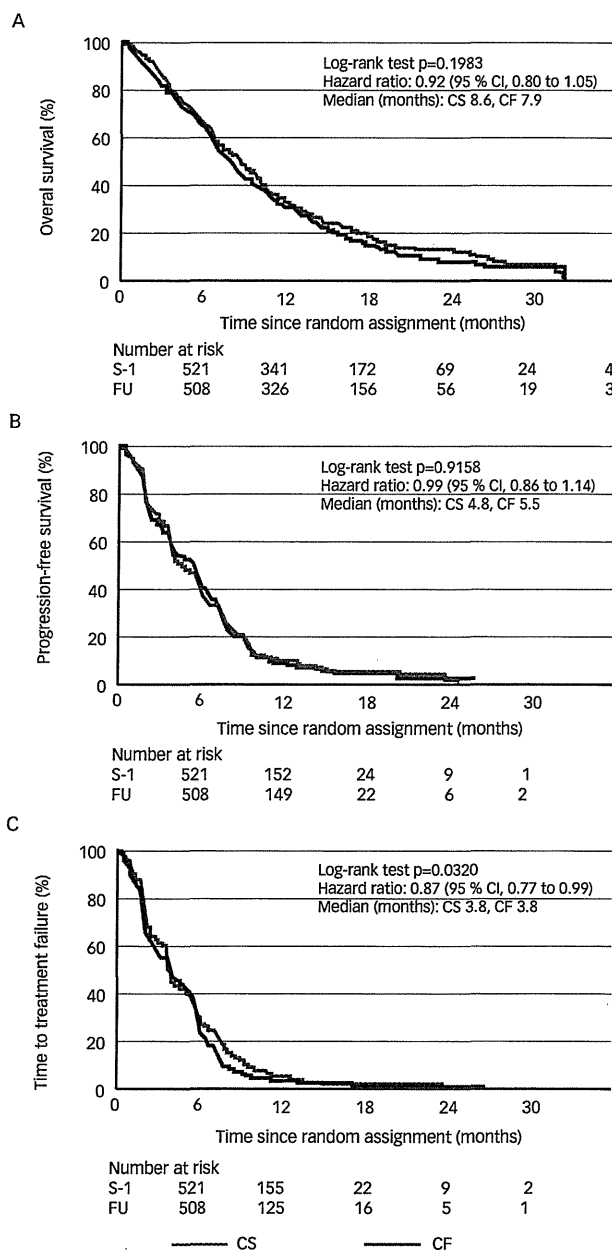 A
Log-rank test p=0.1983
Hazard ratio: 0.92 (95 % CI, 0.80 to 1.05)
Median (months): CS 8.6, CF 7.9
Overal survival (%)
100
80
60
40
20
0
0 6 12 18 24 30
Time since random assignment (months)
Number at risk
S-1 521 341 172 69 24 4
FU 508 326 156 56 19 3
B
Log-rank test p=0.9158
Hazard ratio: 0.99 (95 % CI, 0.86 to 1.14)
Median (months): CS 4.8, CF 5.5
Progression-free survival (%)
100
80
60
40
20
0
0 6 12 18 24 30
Time since random assignment (months)
Number at risk
S-1 521 152 24 9 1
FU 508 149 22 6 2
C
Log-rank test p=0.0320
Hazard ratio: 0.87 (95 % CI, 0.77 to 0.99)
Median (months): CS 3.8, CF 3.8
Time to treatment failure (%)
100
80
60
40
20
0
0 6 12 18 24 30
Time since random assignment (months)
Number at risk
S-1 521 155 22 9 2
FU 508 125 16 5 1
CS CF